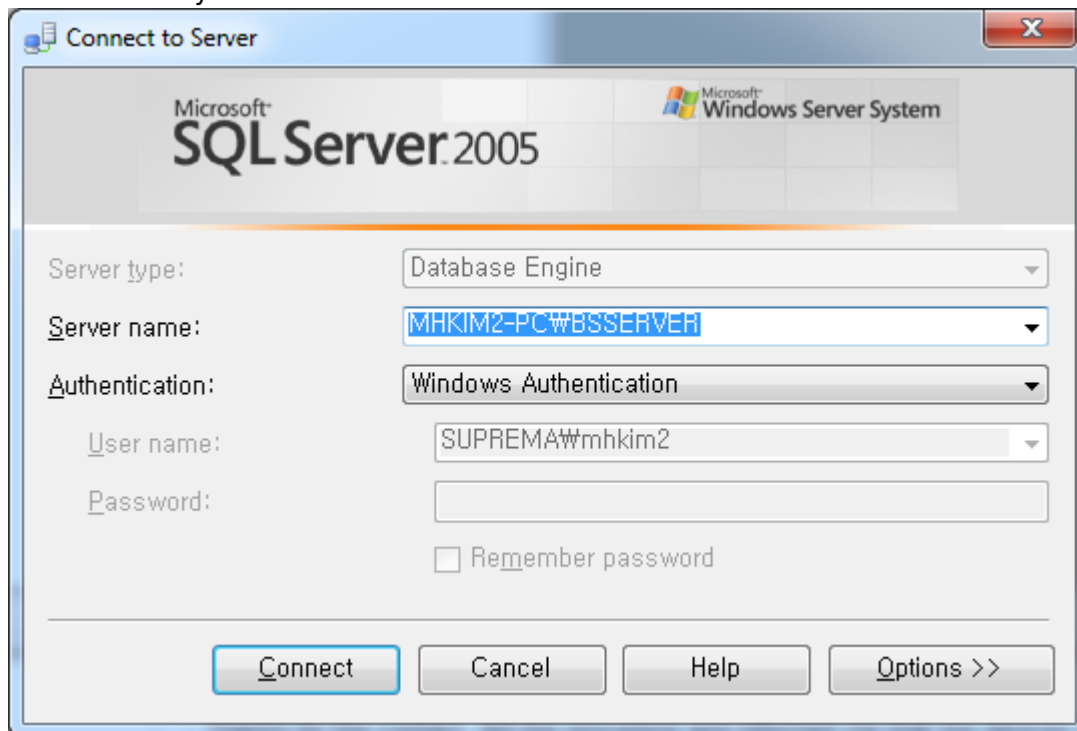 Connect to Server
Microsoft
SQL Server 2005
Microsoft
Windows Server System
Server type: Database Engine
Server name: MHKIM2-PC₩BSSERVER
Authentication: Windows Authentication
User name: SUPREMA₩mhkim2
Password:
Remember password
Connect Cancel Help Options >>